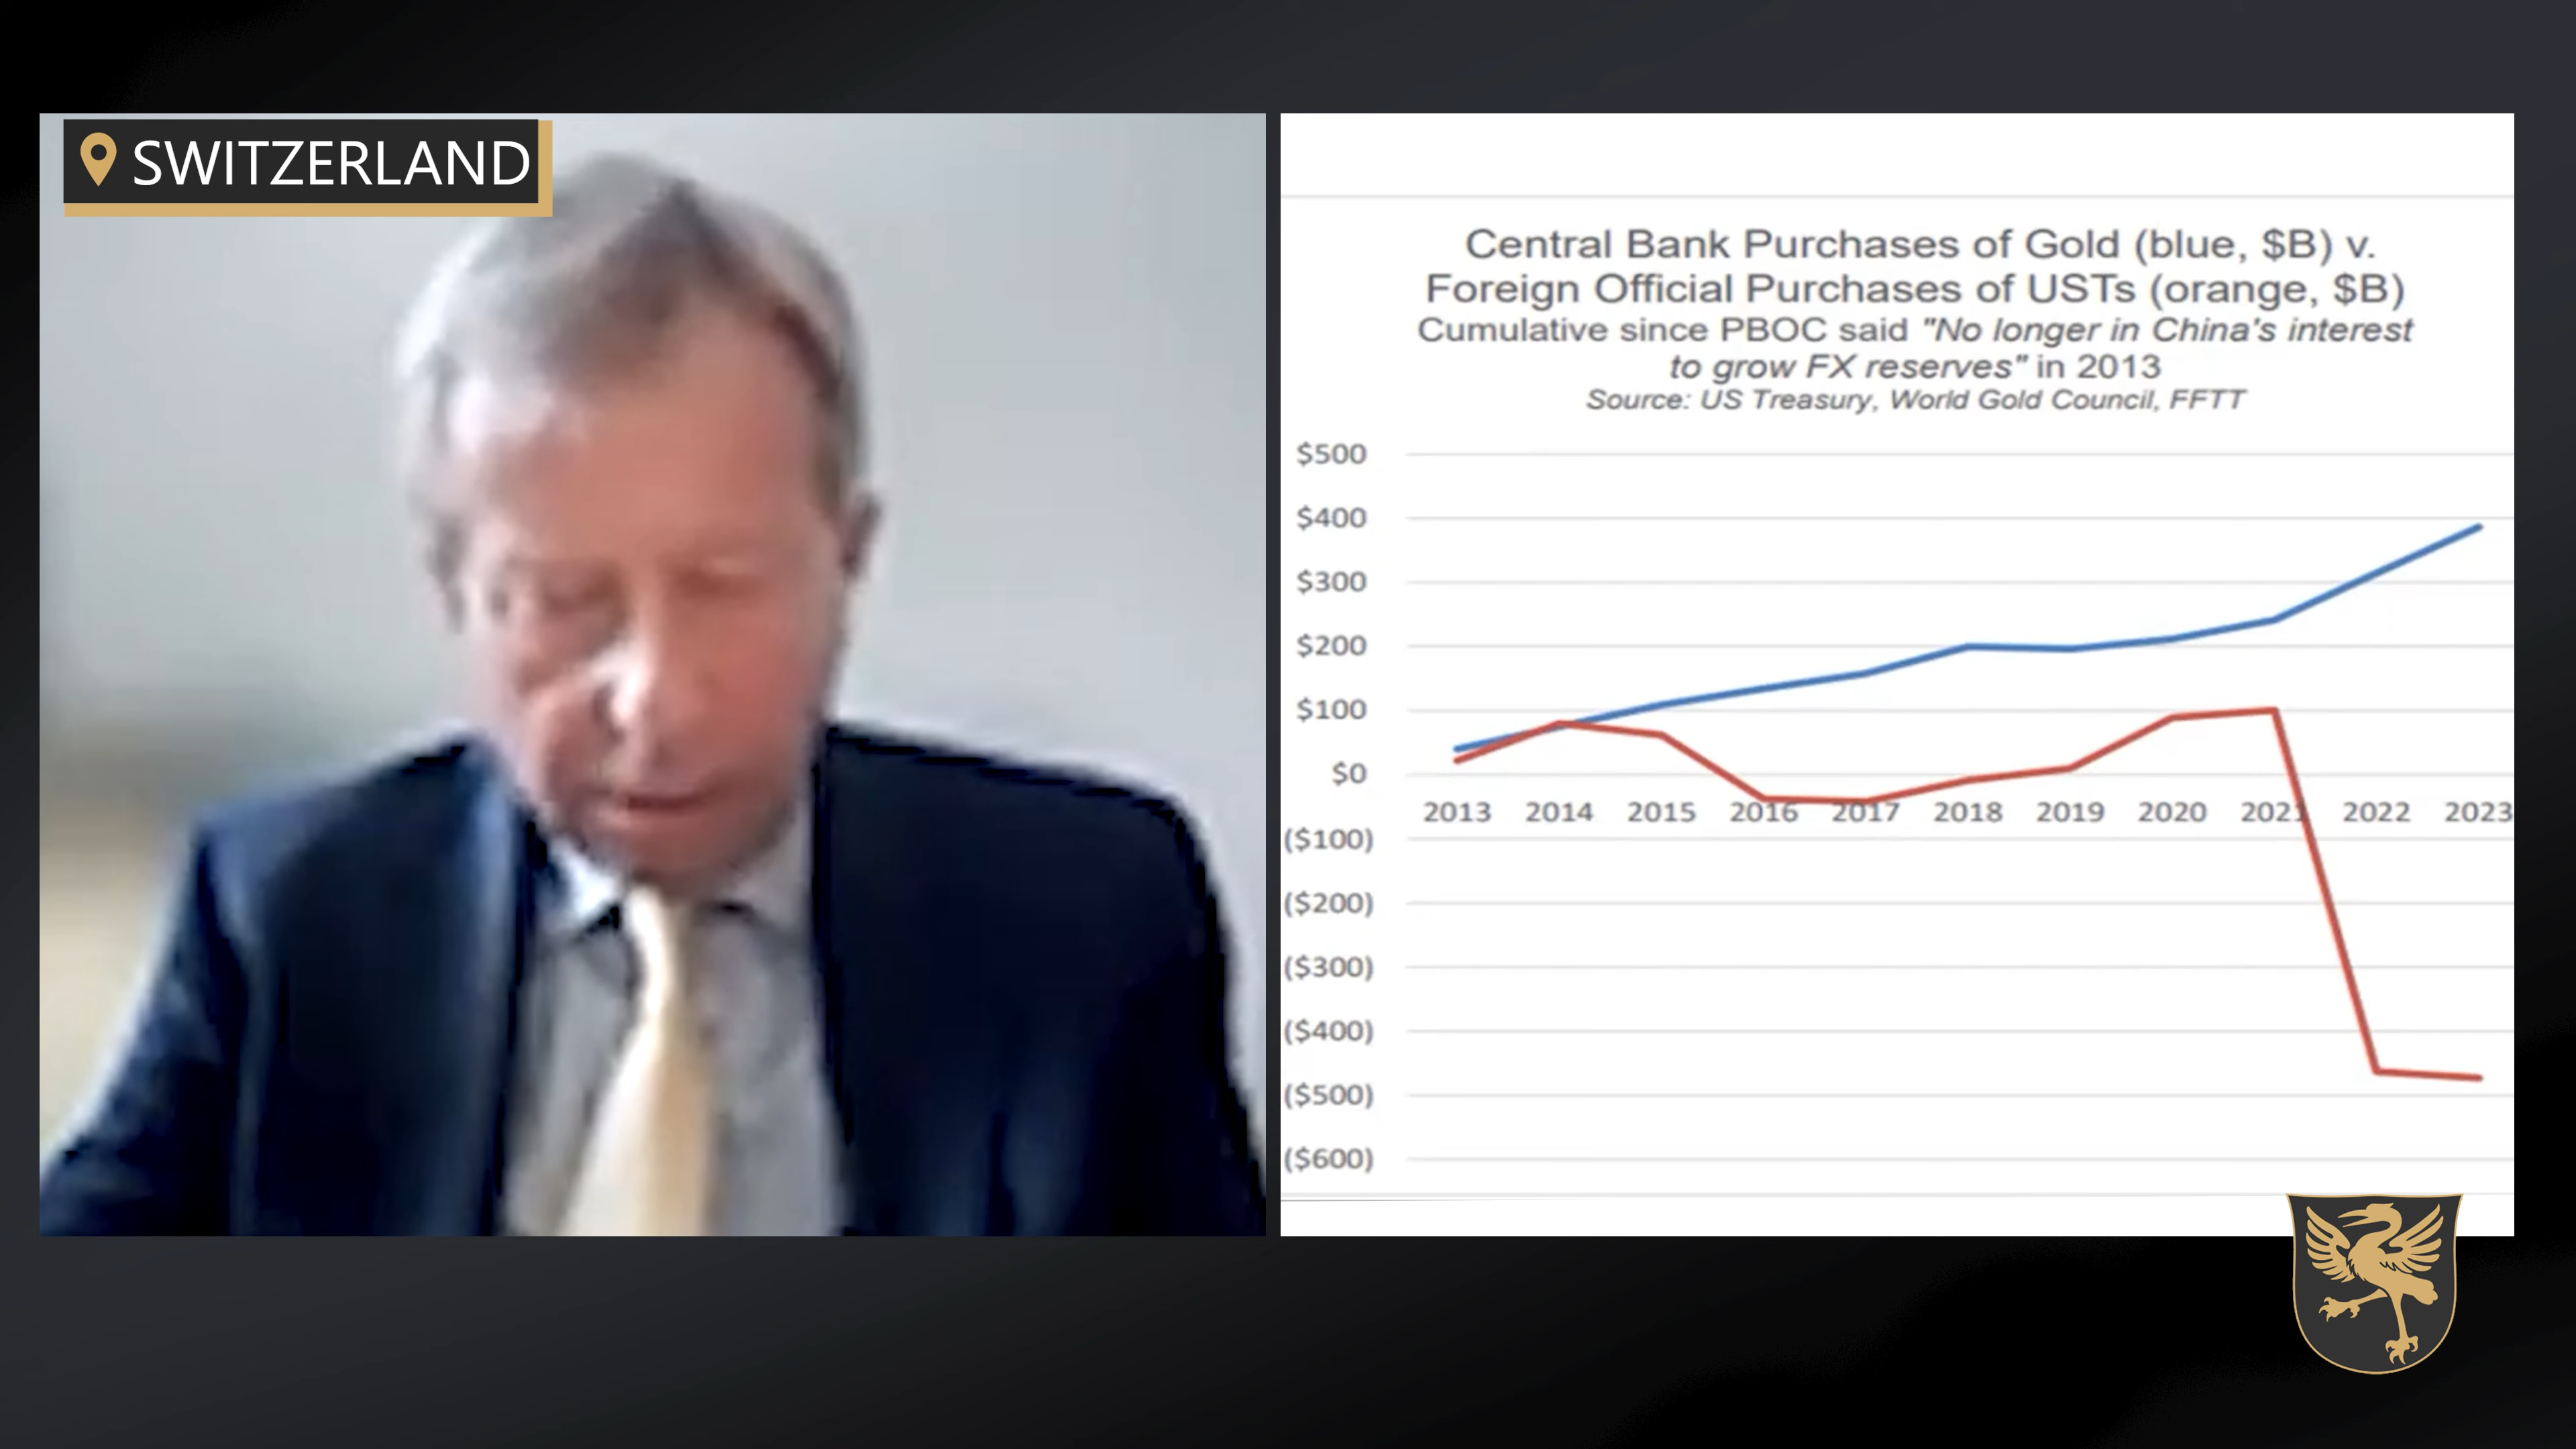 SWITZERLAND
Central Bank Purchases of Gold (blue, $B) v.
Foreign Official Purchases of USTs (orange, $B)
Cumulative since PBOC said "No longer in China's interest
to grow FX reserves" in 2013
Source: US Treasury, World Gold Council, FFTT
$500
$400
$300
$200
$100
$0
2013 2014 2015 2016 2017 2018 2019 2020 2021 2022 2023
($100)
($200)
($300)
($400)
($500)
($600)